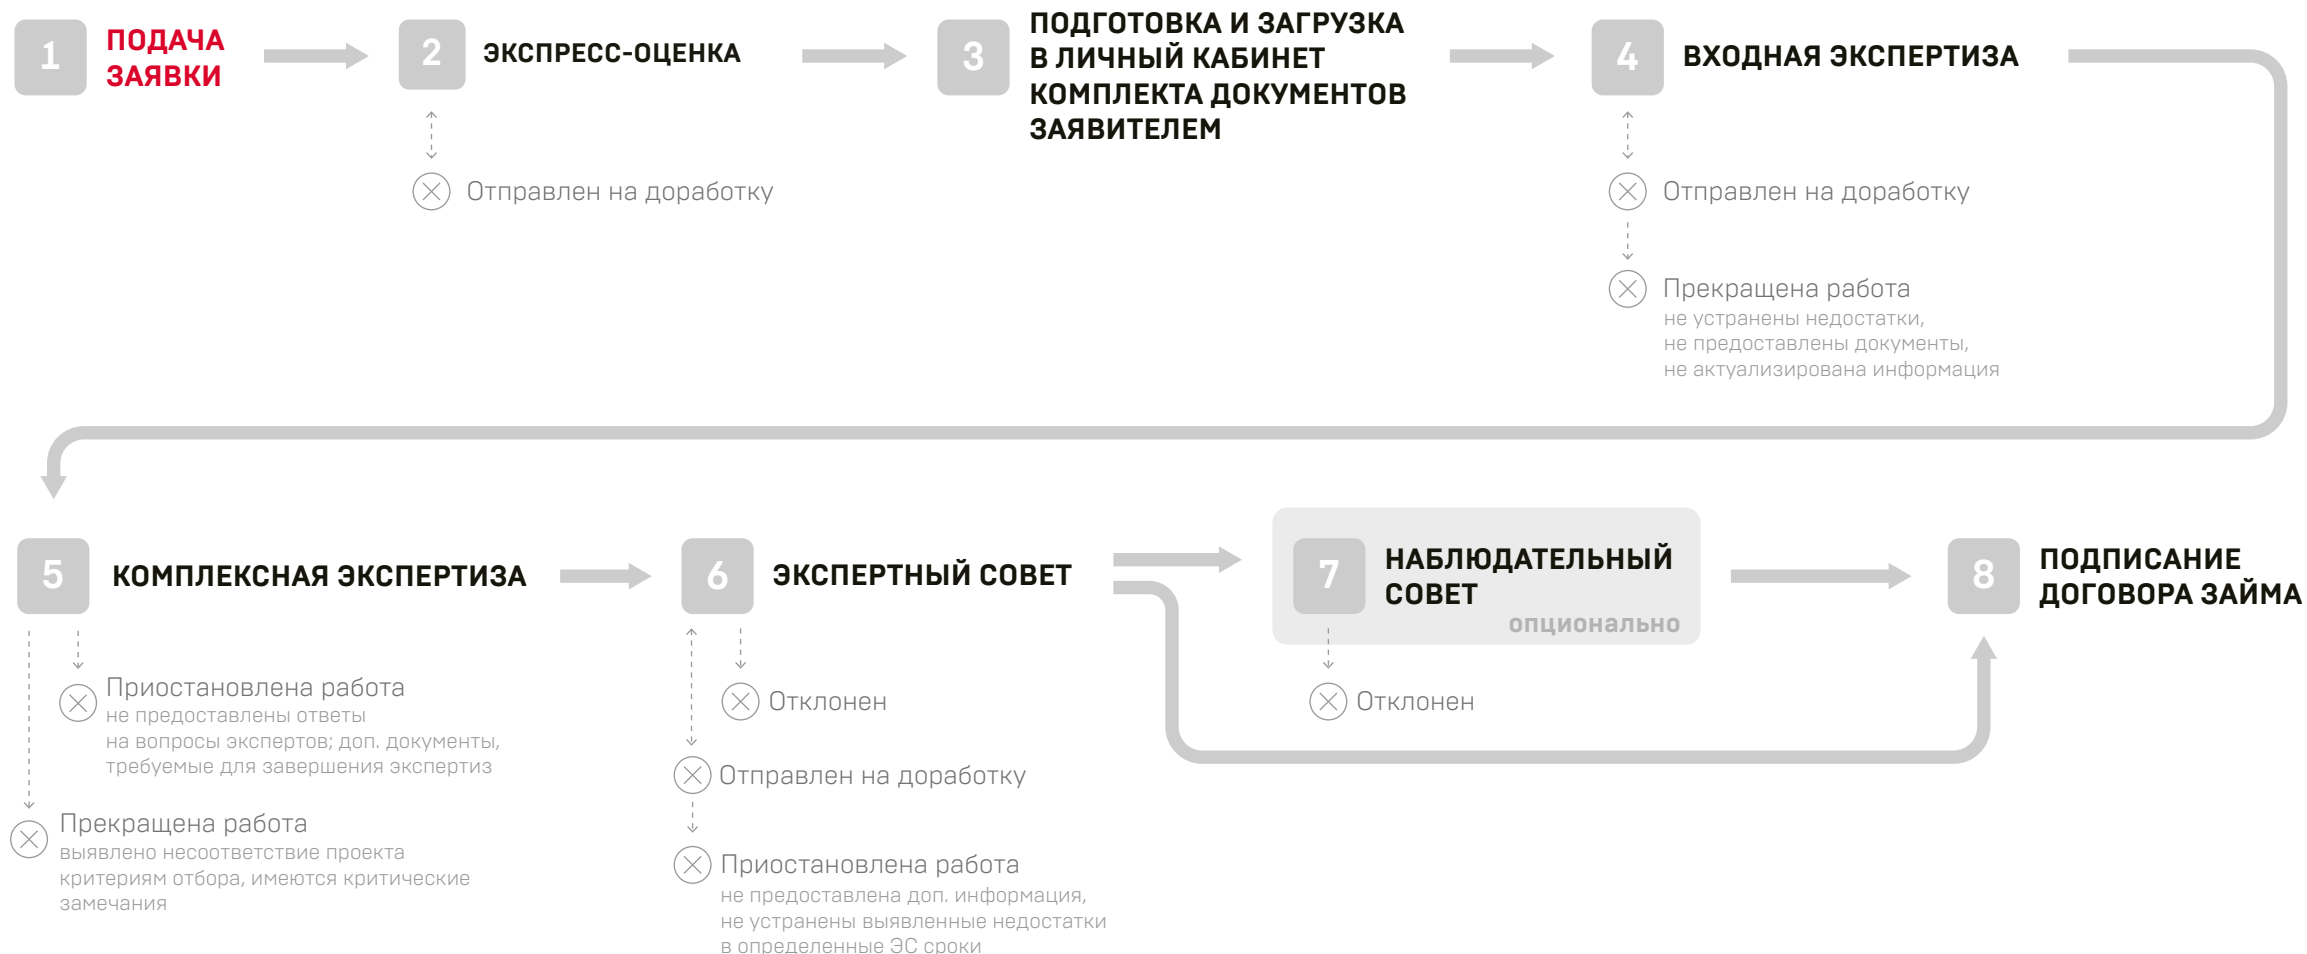 1
ПОДАЧА
ЗАЯВКИ
2
ЭКСПРЕСС-ОЦЕНКА
Отправлен на доработку
3
ПОДГОТОВКА И ЗАГРУЗКА
В ЛИЧНЫЙ КАБИНЕТ
КОМПЛЕКТА ДОКУМЕНТОВ
ЗАЯВИТЕЛЕМ
4
ВХОДНАЯ ЭКСПЕРТИЗА
Отправлен на доработку
Прекращена работа
не устранены недостатки,
не предоставлены документы,
не актуализирована информация
5
КОМПЛЕКСНАЯ ЭКСПЕРТИЗА
Приостановлена работа
не предоставлены ответы
на вопросы экспертов; доп. документы,
требуемые для завершения экспертиз
Прекращена работа
выявлено несоответствие проекта
критериям отбора, имеются критические
замечания
6
ЭКСПЕРТНЫЙ СОВЕТ
Отклонен
Отправлен на доработку
Приостановлена работа
не предоставлена доп. информация,
не устранены выявленные недостатки
в определенные ЭС сроки
7
НАБЛЮДАТЕЛЬНЫЙ
СОВЕТ
опционально
Отклонен
8
ПОДПИСАНИЕ
ДОГОВОРА ЗАЙМА